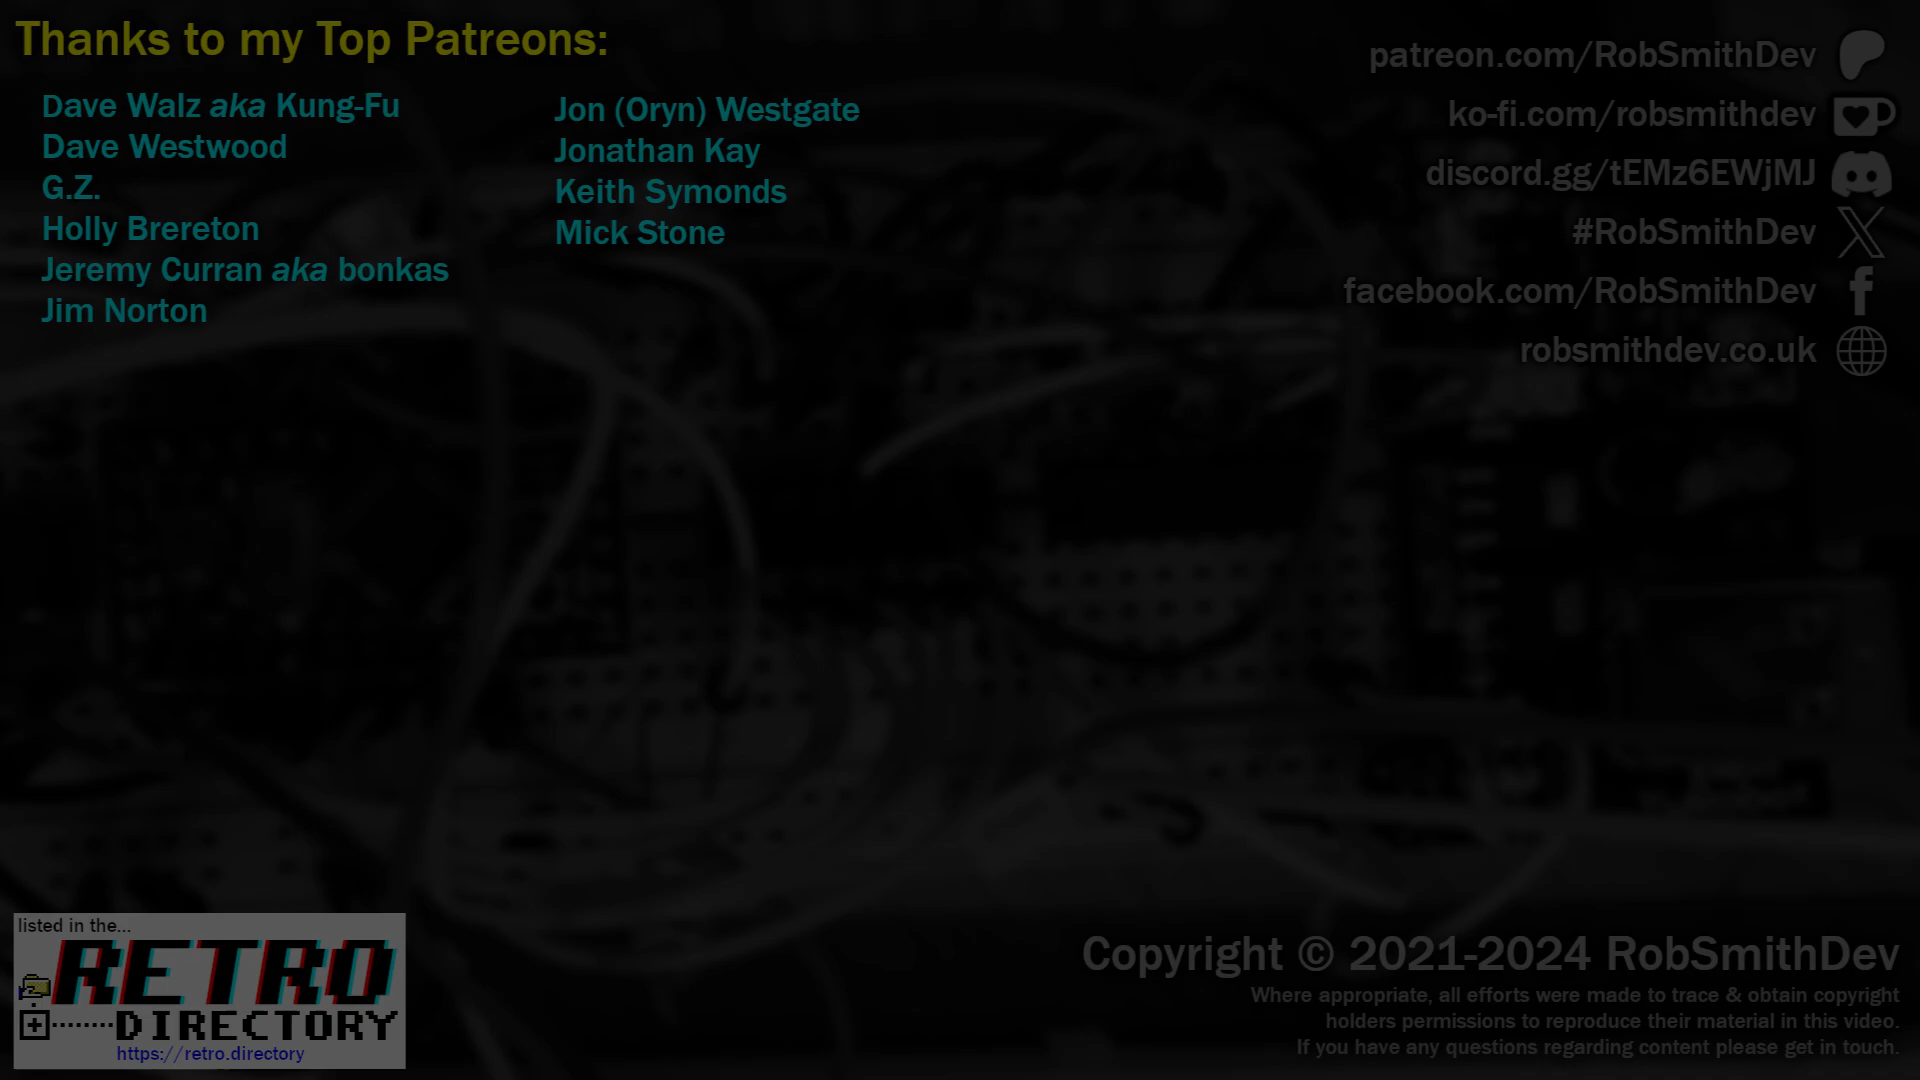 Thanks to my Top Patreons:
Dave Walz aka Kung-Fu
Dave Westwood
G.Z.
Holly Brereton
Jeremy Curran aka bonkas
Jim Norton
Jon (Oryn) Westgate
Jonathan Kay
Keith Symonds
Mick Stone
patreon.com/RobSmithDev
ko-fi.com/robsmithdev
discord.gg/tEMz6EWjMJ
#RobSmithDev
facebook.com/RobSmithDev
robsmithdev.co.uk
listed in the...
RETRO
DIRECTORY
https://retro.directory
Copyright © 2021-2024 RobSmithDev
Where appropriate, all efforts were made to trace & obtain copyright
holders permissions to reproduce their material in this video.
If you have any questions regarding content please get in touch.